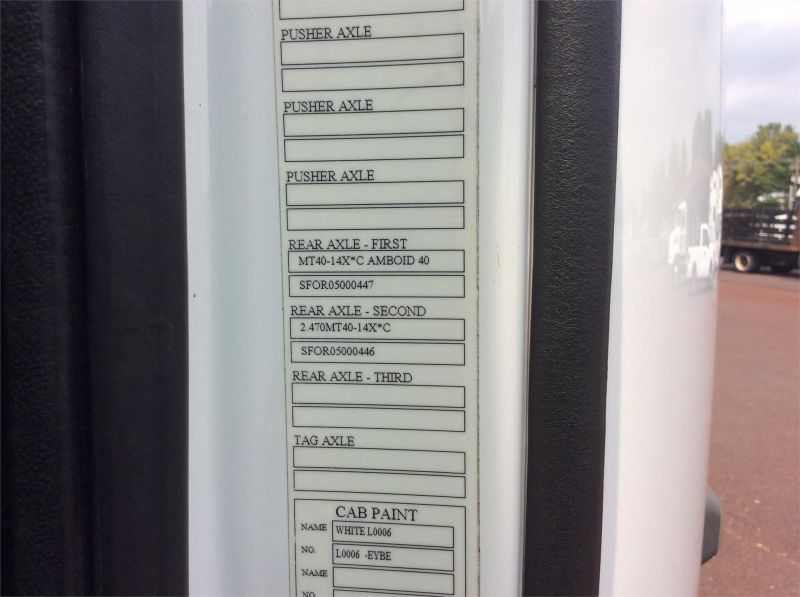 PUSHER AXLE
PUSHER AXLE
PUSHER AXLE
REAR AXLE - FIRST
MT40-14X*C AMBOID 40
SFOR05000447
REAR AXLE - SECOND
2.470MT40-14X*C
SFOR05000446
REAR AXLE - THIRD
TAG AXLE
CAB PAINT
NAME WHITE L0006
NO. L0006 -EYBE
NAME
NO.